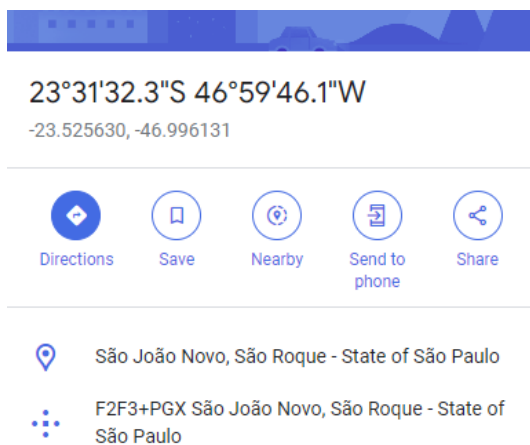 23°31'32.3"S 46°59'46.1"W
-23.525630, -46.996131
Directions
Save
Nearby
Send to
phone
Share
São João Novo, São Roque - State of São Paulo
F2F3+PGX São João Novo, São Roque - State of
São Paulo